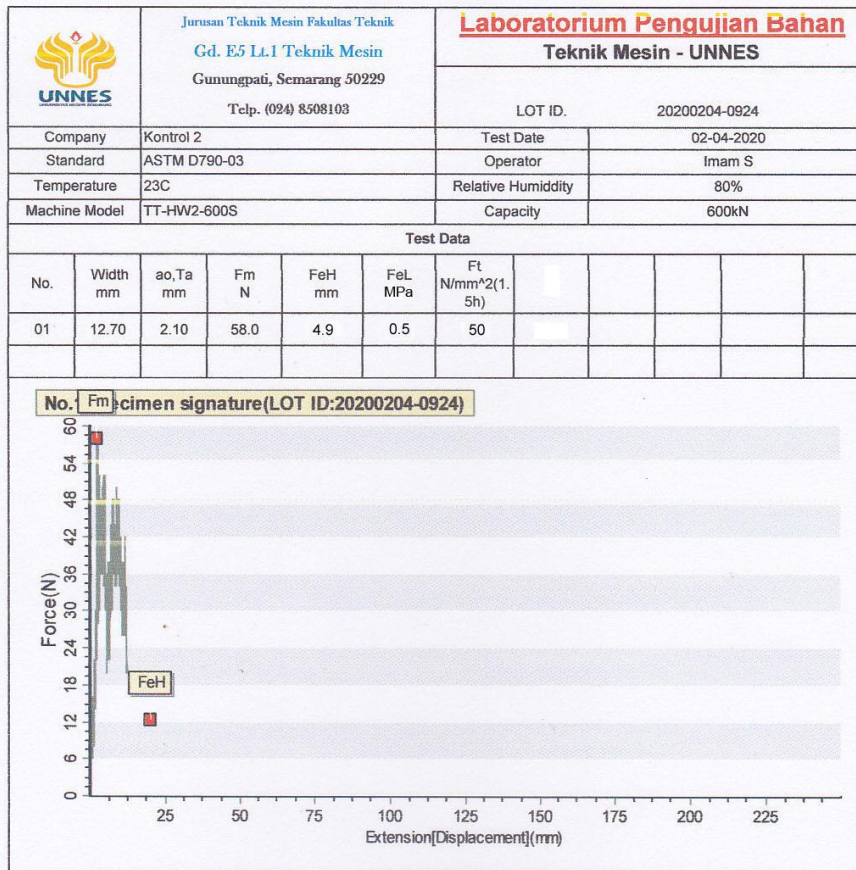 UNNES
UNIVERSITAS NEGERI SEMARANG
Jurusan Teknik Mesin Fakultas Teknik
Gd. E5 Lt.1 Teknik Mesin
Gunungpati, Semarang 50229
Telp. (024) 8508103
Laboratorium Pengujian Bahan
Teknik Mesin - UNNES
LOT ID. 20200204-0924
Company Kontrol 2 Test Date 02-04-2020
Standard ASTM D790-03 Operator Imam S
Temperature 23C Relative Humiddity 80%
Machine Model TT-HW2-600S Capacity 600kN
Test Data
No. Width mm ao,Ta mm Fm N FeH mm FeL MPa Ft N/mm^2(1.5h)
01 12.70 2.10 58.0 4.9 0.5 50
No. Fm ecimen signature(LOT ID:20200204-0924)
60
54
48
42
36
30
24
18
12
6
0
Force(N)
FeH
25 50 75 100 125 150 175 200 225
Extension[Displacement](mm)